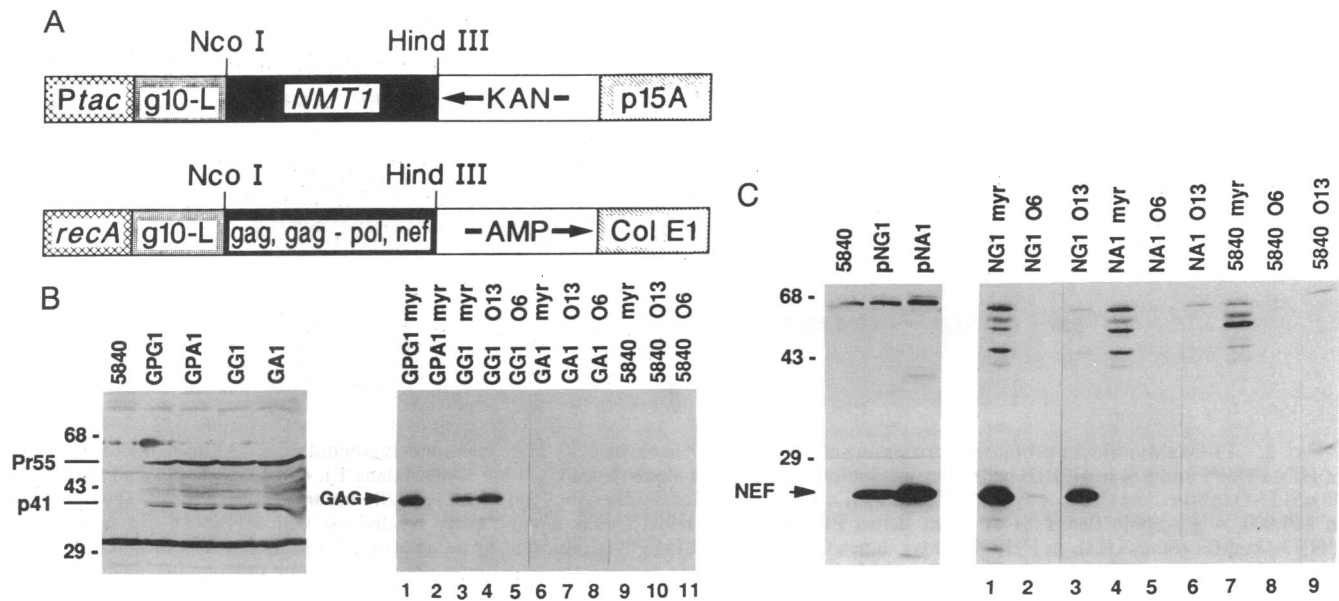 A
Nco I Hind III
Ptac g10-L NMT1 KAN p15A
Nco I Hind III
recA g10-L gag, gag - pol, nef AMP Col E1
B
5840 GPG1 GPA1 GG1 GA1
68 -
Pr55
43 -
p41
29 -
GPG1 myr
GPA1 myr
GG1 myr
GG1 O13
GG1 O6
GA1 myr
GA1 O13
GA1 O6
5840 myr
5840 O13
5840 O6
GAG
1 2 3 4 5 6 7 8 9 10 11
C
5840 pNG1 pNA1
68 -
43 -
29 -
NEF
NG1 myr
NG1 O6
NG1 O13
NA1 myr
NA1 O6
NA1 O13
5840 myr
5840 O6
5840 O13
1 2 3 4 5 6 7 8 9